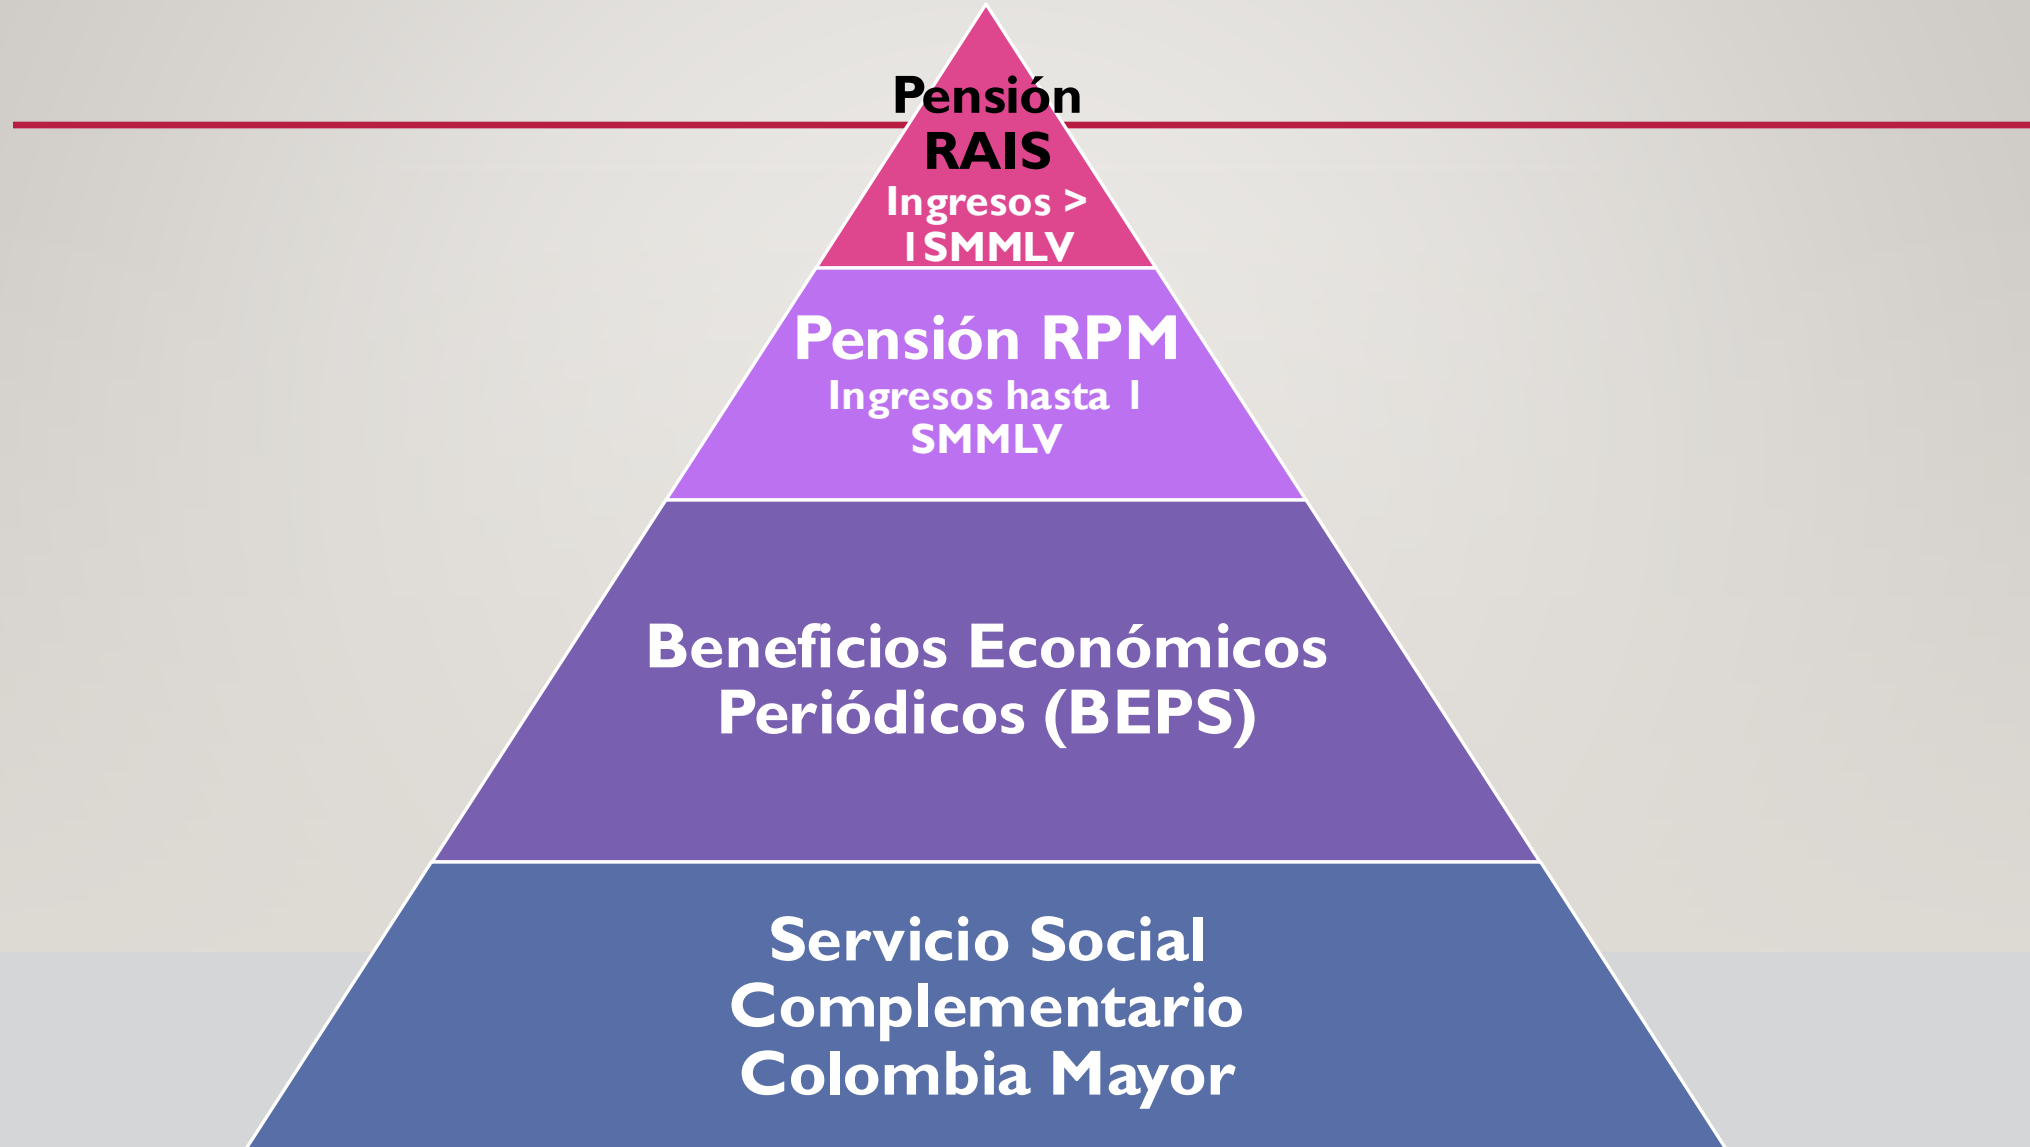 Pensión
RAIS
Ingresos >
1SMMLV
Pensión RPM
Ingresos hasta 1
SMMLV
Beneficios Económicos
Periódicos (BEPS)
Servicio Social
Complementario
Colombia Mayor